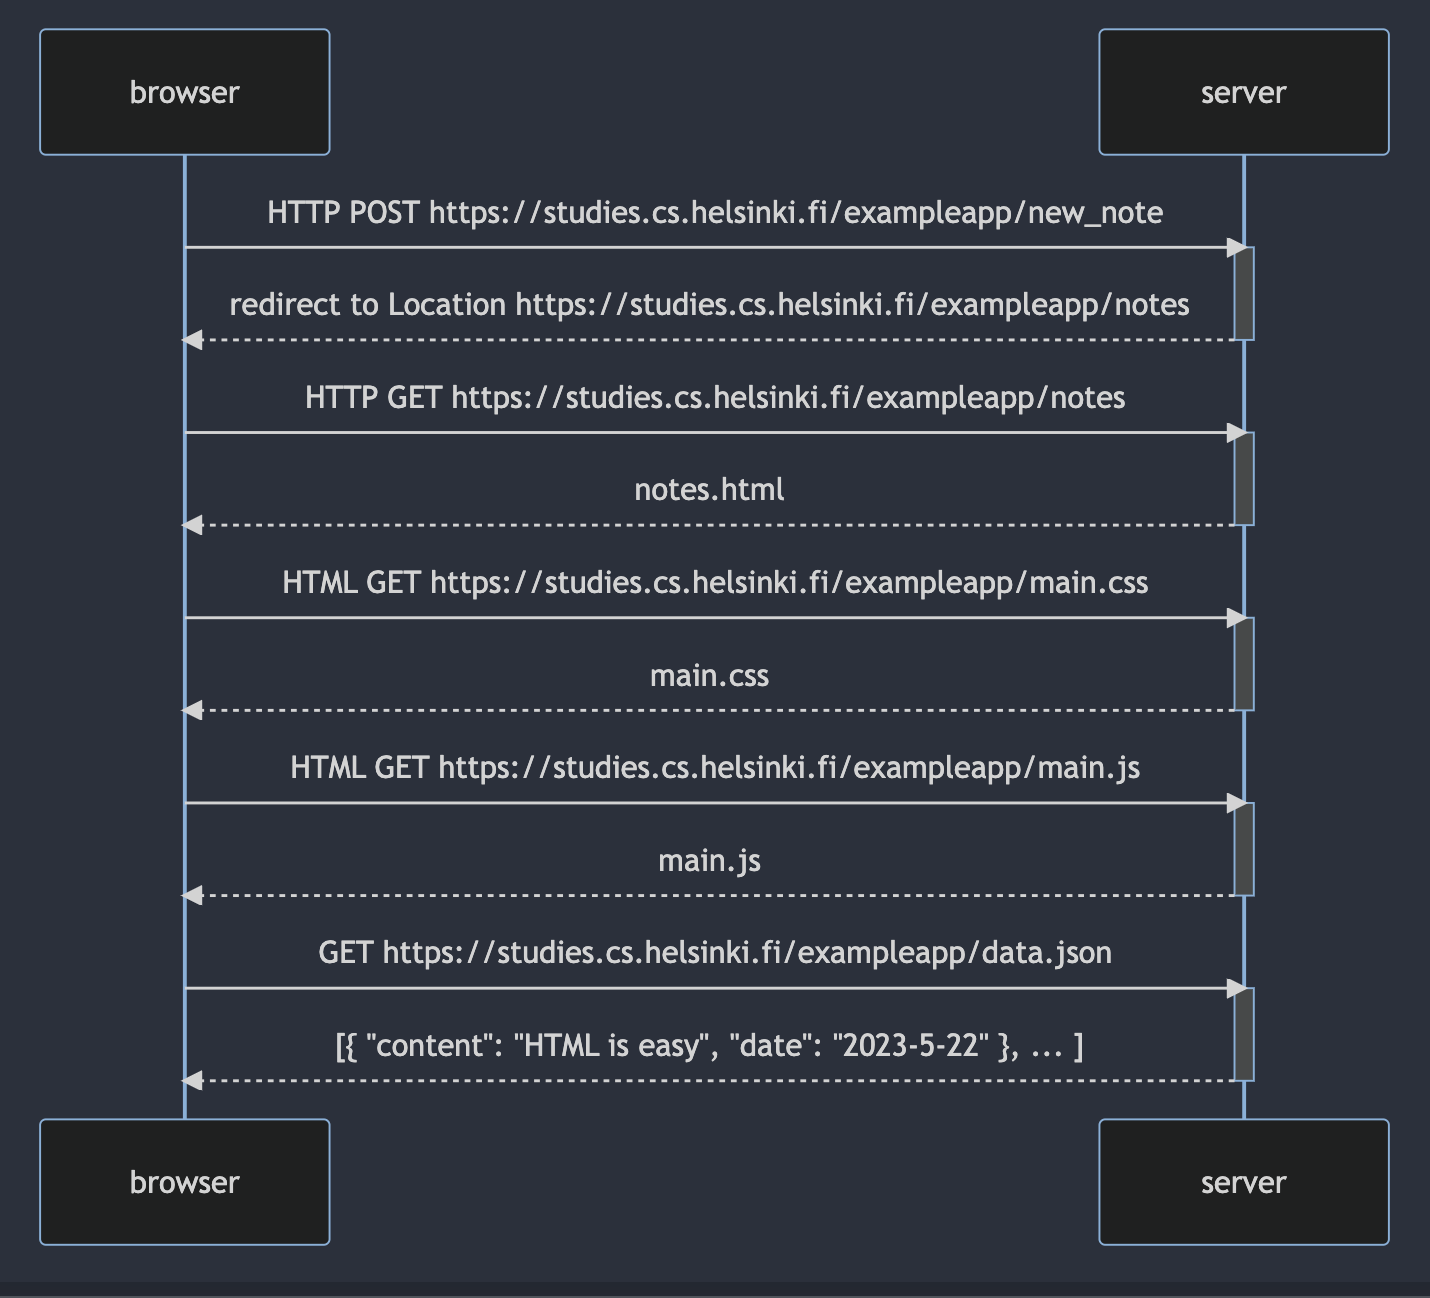 browser
server
HTTP POST https://studies.cs.helsinki.fi/exampleapp/new_note
redirect to Location https://studies.cs.helsinki.fi/exampleapp/notes
HTTP GET https://studies.cs.helsinki.fi/exampleapp/notes
notes.html
HTML GET https://studies.cs.helsinki.fi/exampleapp/main.css
main.css
HTML GET https://studies.cs.helsinki.fi/exampleapp/main.js
main.js
GET https://studies.cs.helsinki.fi/exampleapp/data.json
[{ "content": "HTML is easy", "date": "2023-5-22" }, ... ]
browser
server